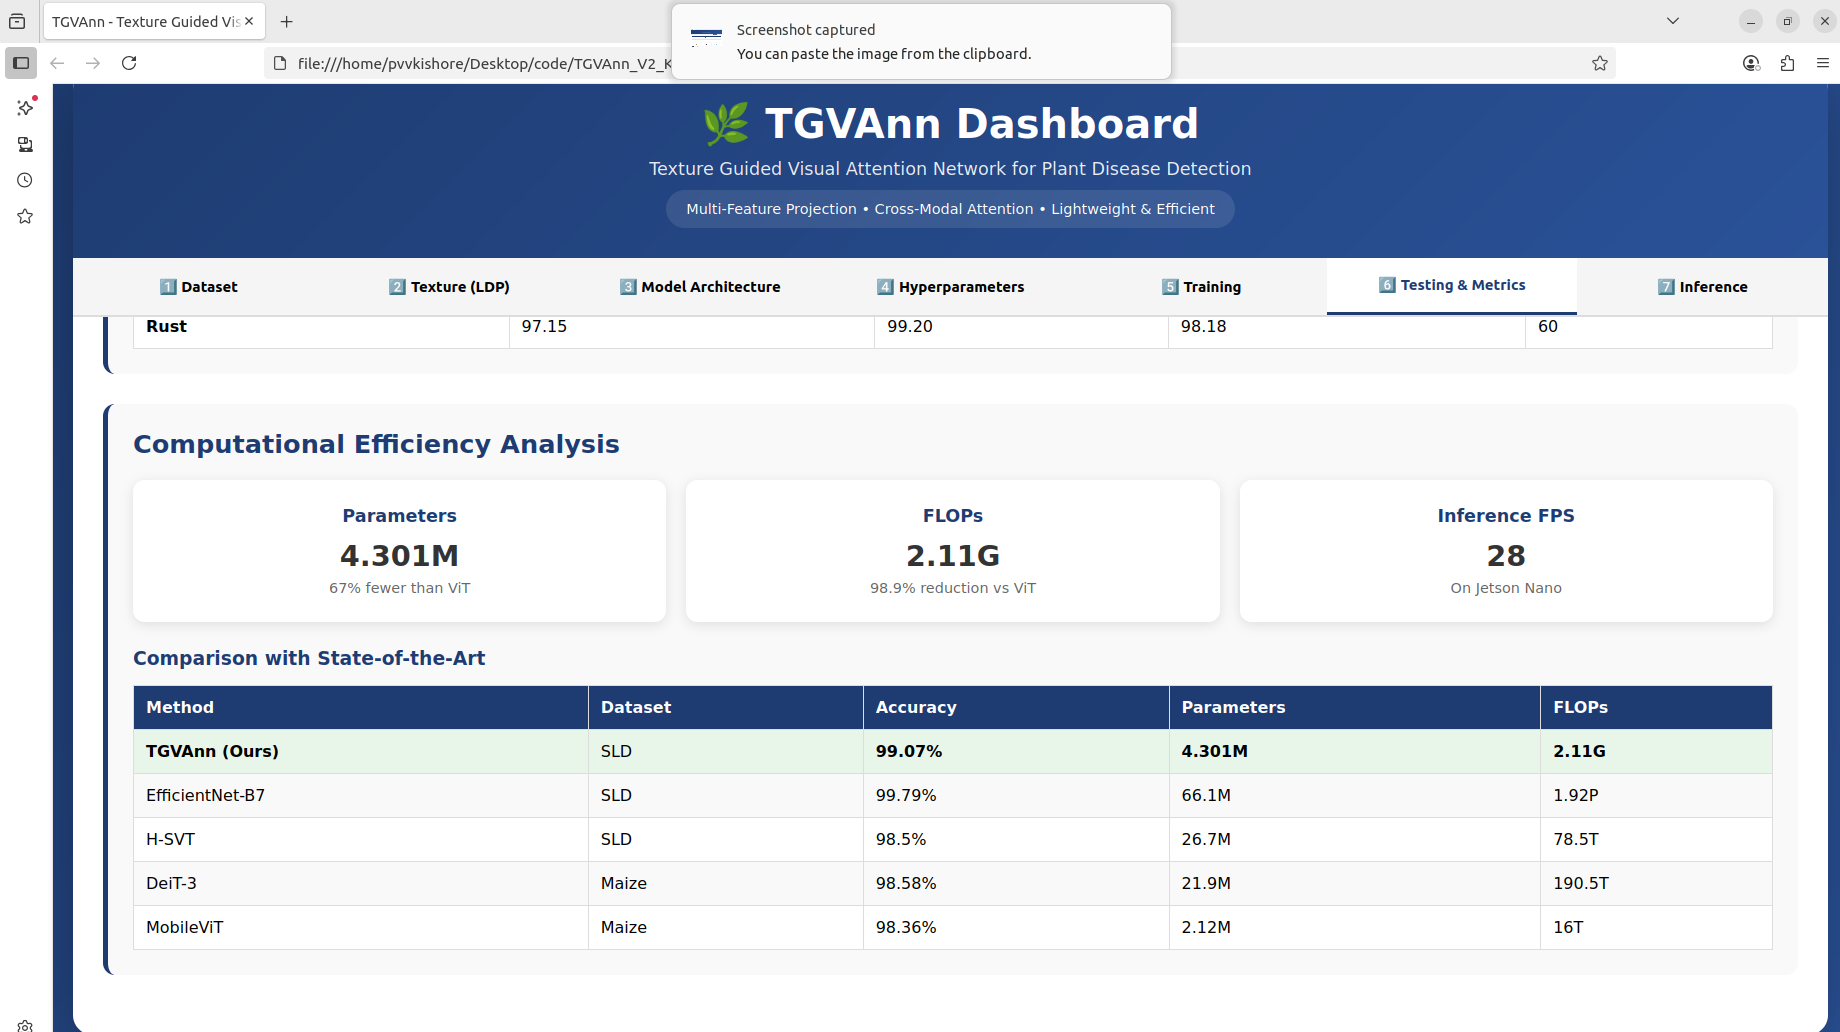 TGVAnn - Texture Guided Vis
Screenshot captured
You can paste the image from the clipboard.
file:///home/pvvkishore/Desktop/code/TGVAnn_V2_K
🌿 TGVAnn Dashboard
Texture Guided Visual Attention Network for Plant Disease Detection
Multi-Feature Projection • Cross-Modal Attention • Lightweight & Efficient
1 Dataset
2 Texture (LDP)
3 Model Architecture
4 Hyperparameters
5 Training
6 Testing & Metrics
7 Inference
Rust 97.15 99.20 98.18 60
Computational Efficiency Analysis
Parameters
4.301M
67% fewer than ViT
FLOPs
2.11G
98.9% reduction vs ViT
Inference FPS
28
On Jetson Nano
Comparison with State-of-the-Art
Method Dataset Accuracy Parameters FLOPs
TGVAnn (Ours) SLD 99.07% 4.301M 2.11G
EfficientNet-B7 SLD 99.79% 66.1M 1.92P
H-SVT SLD 98.5% 26.7M 78.5T
DeiT-3 Maize 98.58% 21.9M 190.5T
MobileViT Maize 98.36% 2.12M 16T